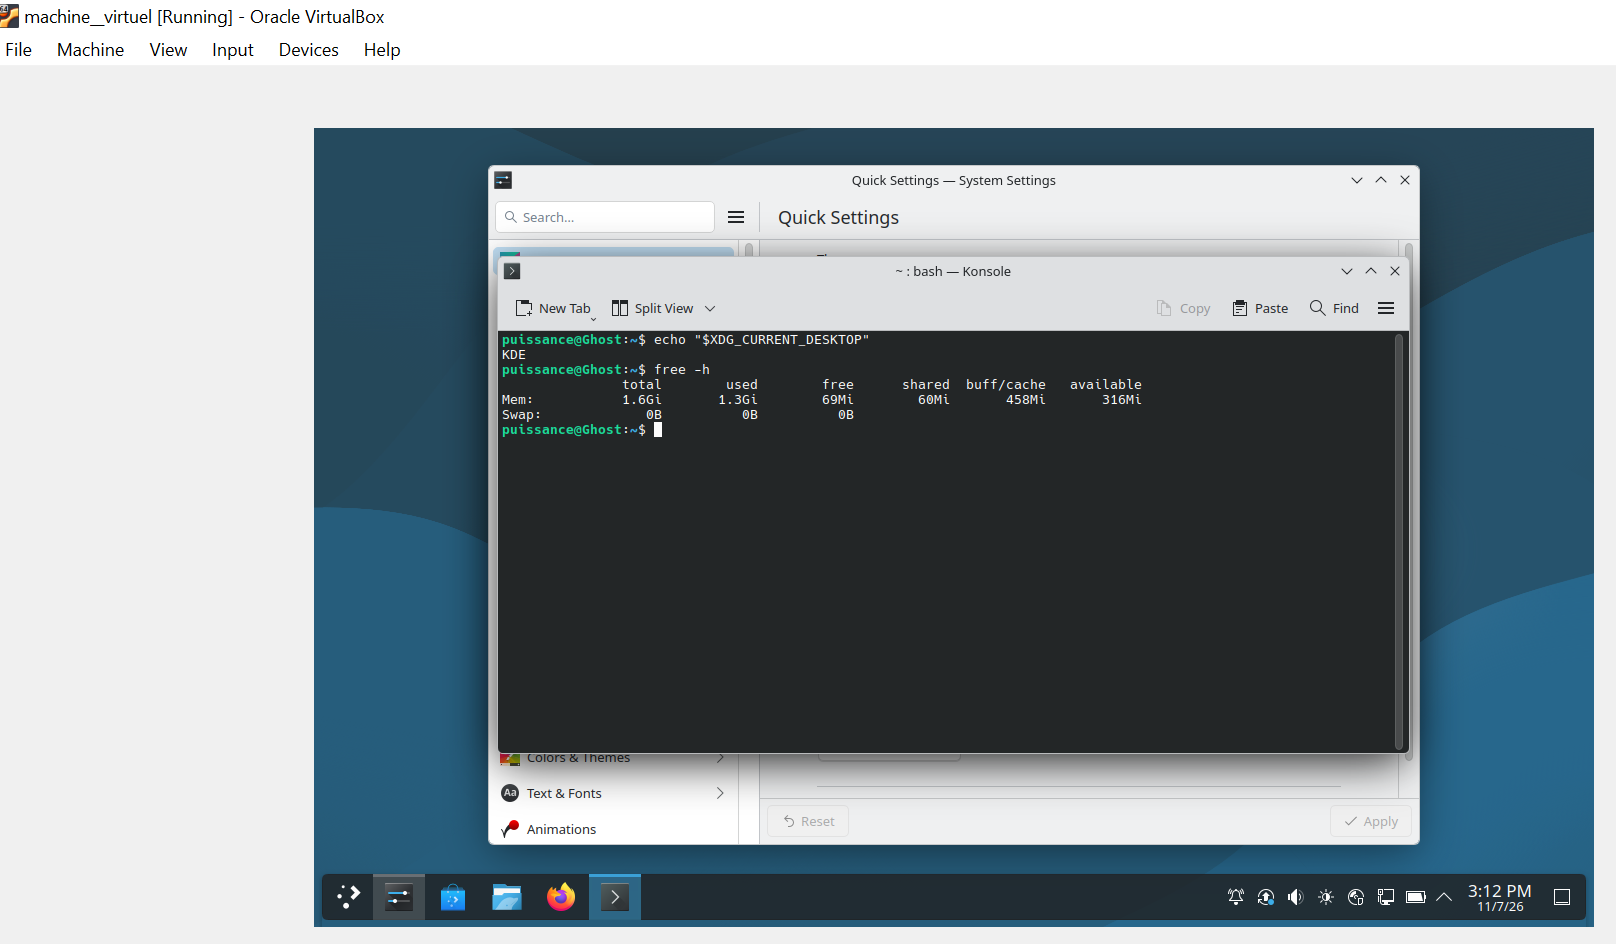 machine__virtuel [Running] - Oracle VirtualBox
File Machine View Input Devices Help
Quick Settings — System Settings
Search...
Quick Settings
~ : bash — Konsole
New Tab Split View Copy Paste Find
puissance@Ghost:~$ echo "$XDG_CURRENT_DESKTOP"
KDE
puissance@Ghost:~$ free -h
total used free shared buff/cache available
Mem: 1.6Gi 1.3Gi 69Mi 60Mi 458Mi 316Mi
Swap: 0B 0B 0B
puissance@Ghost:~$
Colors & Themes
Aa Text & Fonts
Animations
Reset Apply
3:12 PM
11/7/26